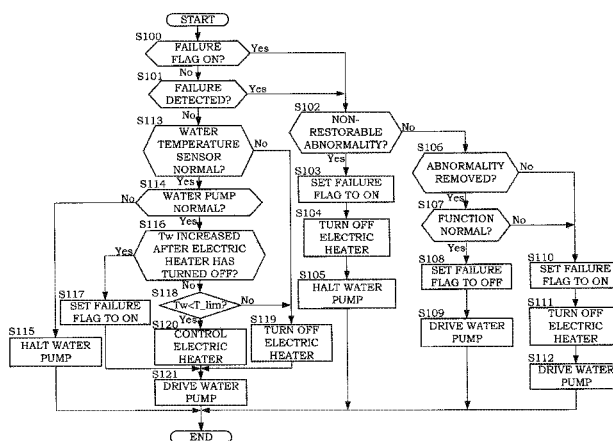 START
S100
FAILURE
FLAG ON?
Yes
No
S101
FAILURE
DETECTED?
Yes
No
S102
NON-
RESTORABLE
ABNORMALITY?
No
Yes
S113
WATER
TEMPERATURE
SENSOR
NORMAL?
No
Yes
S103
SET FAILURE
FLAG TO ON
S106
ABNORMALITY
REMOVED?
No
Yes
S114
WATER PUMP
NORMAL?
No
Yes
S104
TURN OFF
ELECTRIC
HEATER
S107
FUNCTION
NORMAL?
No
Yes
S116
Tw INCREASED
AFTER ELECTRIC
HEATER HAS
TURNED OFF?
Yes
No
S105
HALT WATER
PUMP
S108
SET FAILURE
FLAG TO OFF
S110
SET FAILURE
FLAG TO ON
S117
SET FAILURE
FLAG TO ON
S118
Tw<T_lim?
No
Yes
S109
DRIVE WATER
PUMP
S111
TURN OFF
ELECTRIC
HEATER
S115
HALT WATER
PUMP
S120
CONTROL
ELECTRIC
HEATER
S119
TURN OFF
ELECTRIC
HEATER
S112
DRIVE WATER
PUMP
S121
DRIVE WATER
PUMP
END